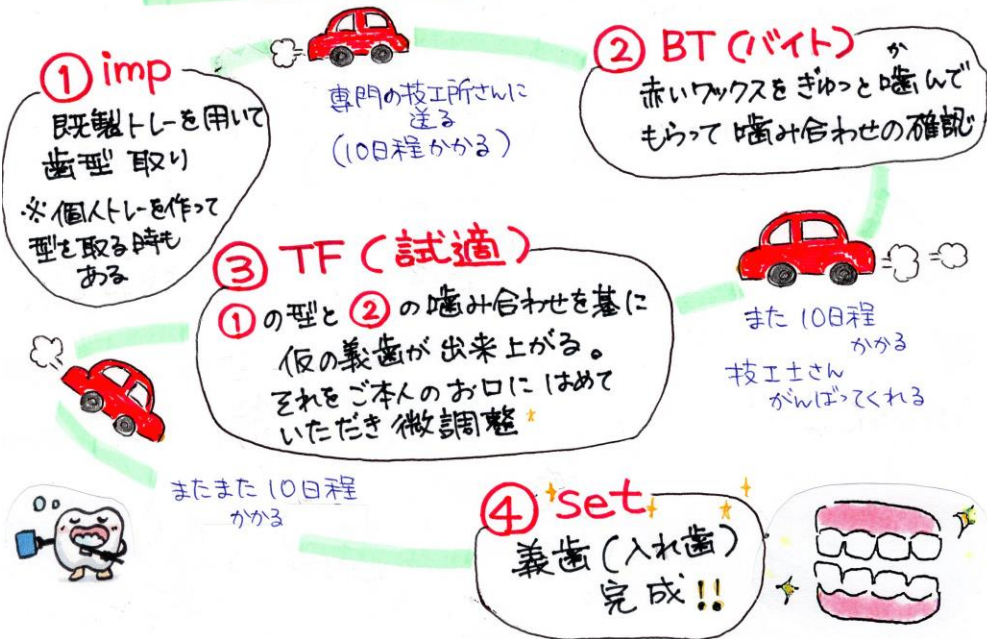 ① imp
既製トレーを用いて
歯型 取り
※個人トレーを作って
型を取る時も
ある
専門の技工所さんに
送る
(10日程かかる)
② BT(バイト)
か
赤いワックスをぎゅっと噛んで
もらって噛み合わせの確認
また 10日程
かかる
技工士さん
がんばってくれる
③ TF(試適)
①の型と②の噛み合わせを基に
仮の義歯が出来上がる。
それをご本人のお口にはめて
いただき微調整
またまた10日程
かかる
④ set
義歯(入れ歯)
完成!!